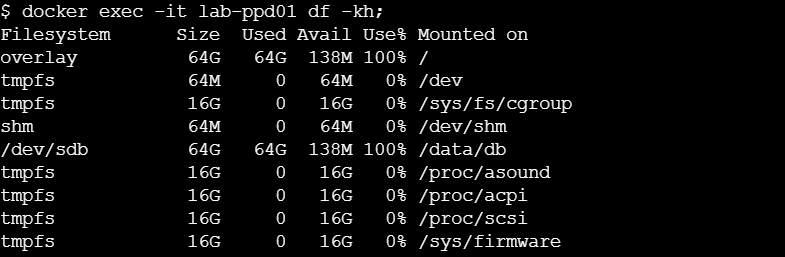 $ docker exec -it lab-ppd01 df -kh;
Filesystem      Size  Used Avail Use% Mounted on
overlay          64G   64G  138M 100% /
tmpfs            64M     0   64M   0% /dev
tmpfs            16G     0   16G   0% /sys/fs/cgroup
shm              64M     0   64M   0% /dev/shm
/dev/sdb         64G   64G  138M 100% /data/db
tmpfs            16G     0   16G   0% /proc/asound
tmpfs            16G     0   16G   0% /proc/acpi
tmpfs            16G     0   16G   0% /proc/scsi
tmpfs            16G     0   16G   0% /sys/firmware